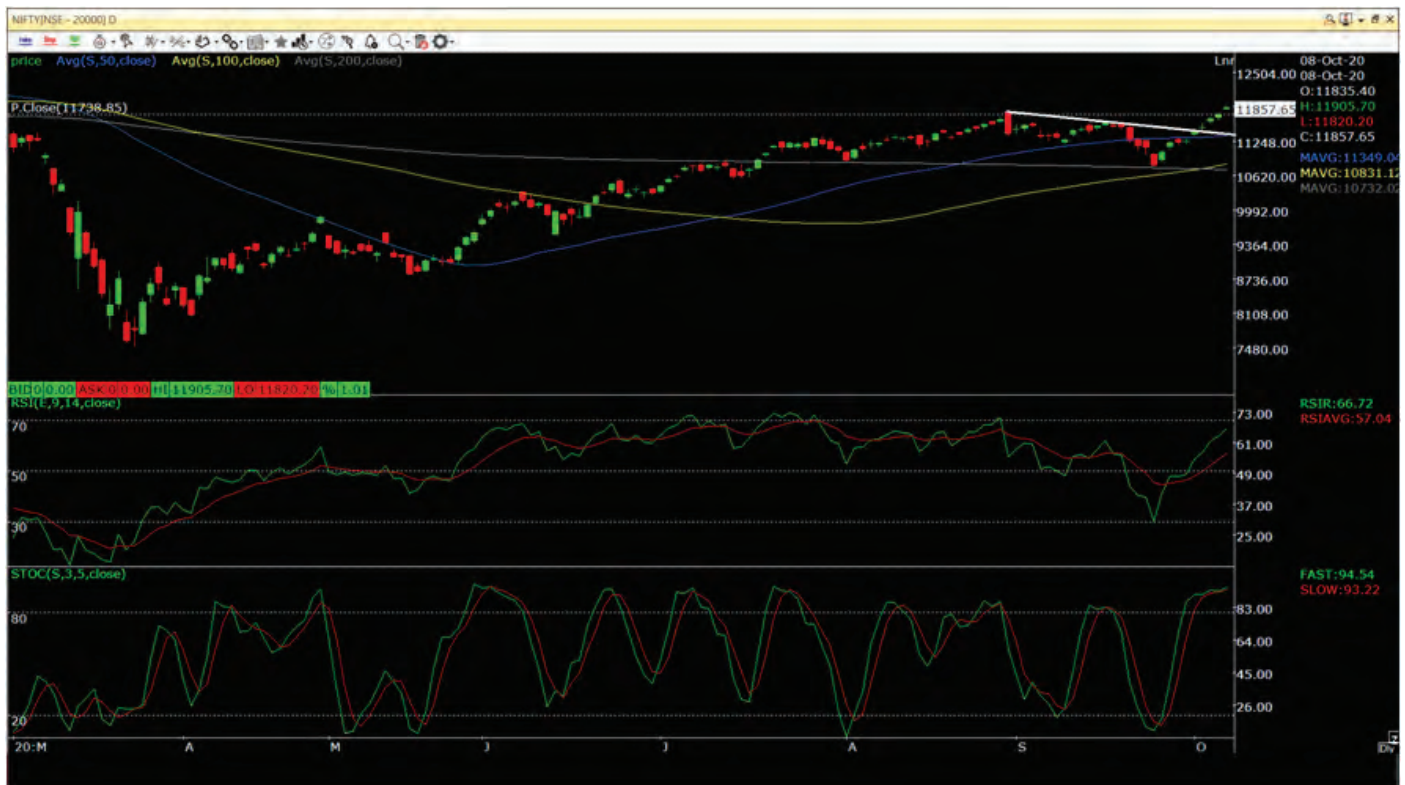 NIFTY[NSE - 20000] D
price Avg(S,50,close) Avg(S,100,close) Avg(S,200,close)
Lnr
08-Oct-20
08-Oct-20
O:11835.40
H:11905.70
L:11820.20
C:11857.65
MAVG:11349.04
MAVG:10831.12
MAVG:10732.02
P.Close(11738.85)
12504.00
11857.65
11248.00
10620.00
9992.00
9364.00
8736.00
8108.00
7480.00
BID 0 0.00 ASK 0 0.00 HI 11905.70 LO 11820.20 % 1.01
RSI(E,9,14,close)
70
50
30
73.00
61.00
49.00
37.00
25.00
RSIR:66.72
RSIAVG:57.04
STOC(S,3,5,close)
80
20
83.00
64.00
45.00
26.00
FAST:94.54
SLOW:93.22
20:M A M J J A S O
Dly